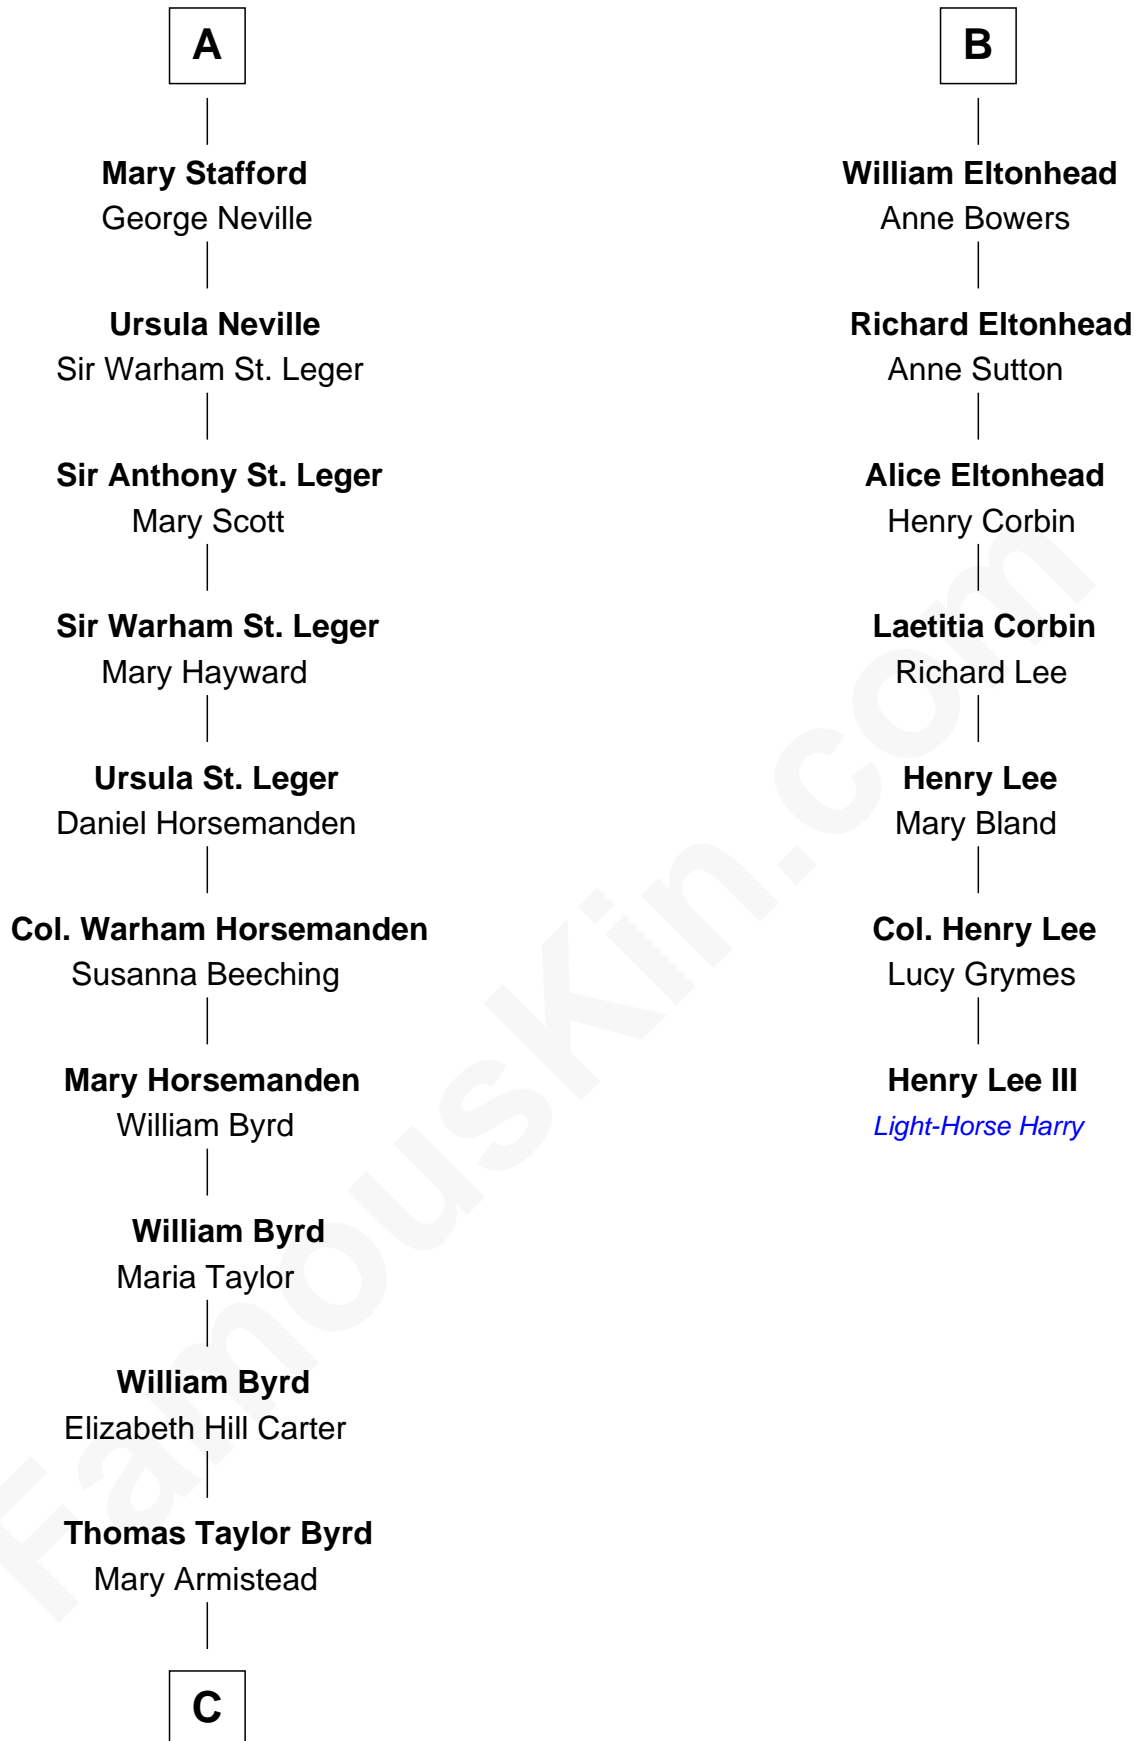 A
Mary Stafford
George Neville
Ursula Neville
Sir Warham St. Leger
Sir Anthony St. Leger
Mary Scott
Sir Warham St. Leger
Mary Hayward
Ursula St. Leger
Daniel Horsemanden
Col. Warham Horsemanden
Susanna Beeching
Mary Horsemanden
William Byrd
William Byrd
Maria Taylor
William Byrd
Elizabeth Hill Carter
Thomas Taylor Byrd
Mary Armistead
C
B
William Eltonhead
Anne Bowers
Richard Eltonhead
Anne Sutton
Alice Eltonhead
Henry Corbin
Laetitia Corbin
Richard Lee
Henry Lee
Mary Bland
Col. Henry Lee
Lucy Grymes
Henry Lee III
Light-Horse Harry
FamousKin.com